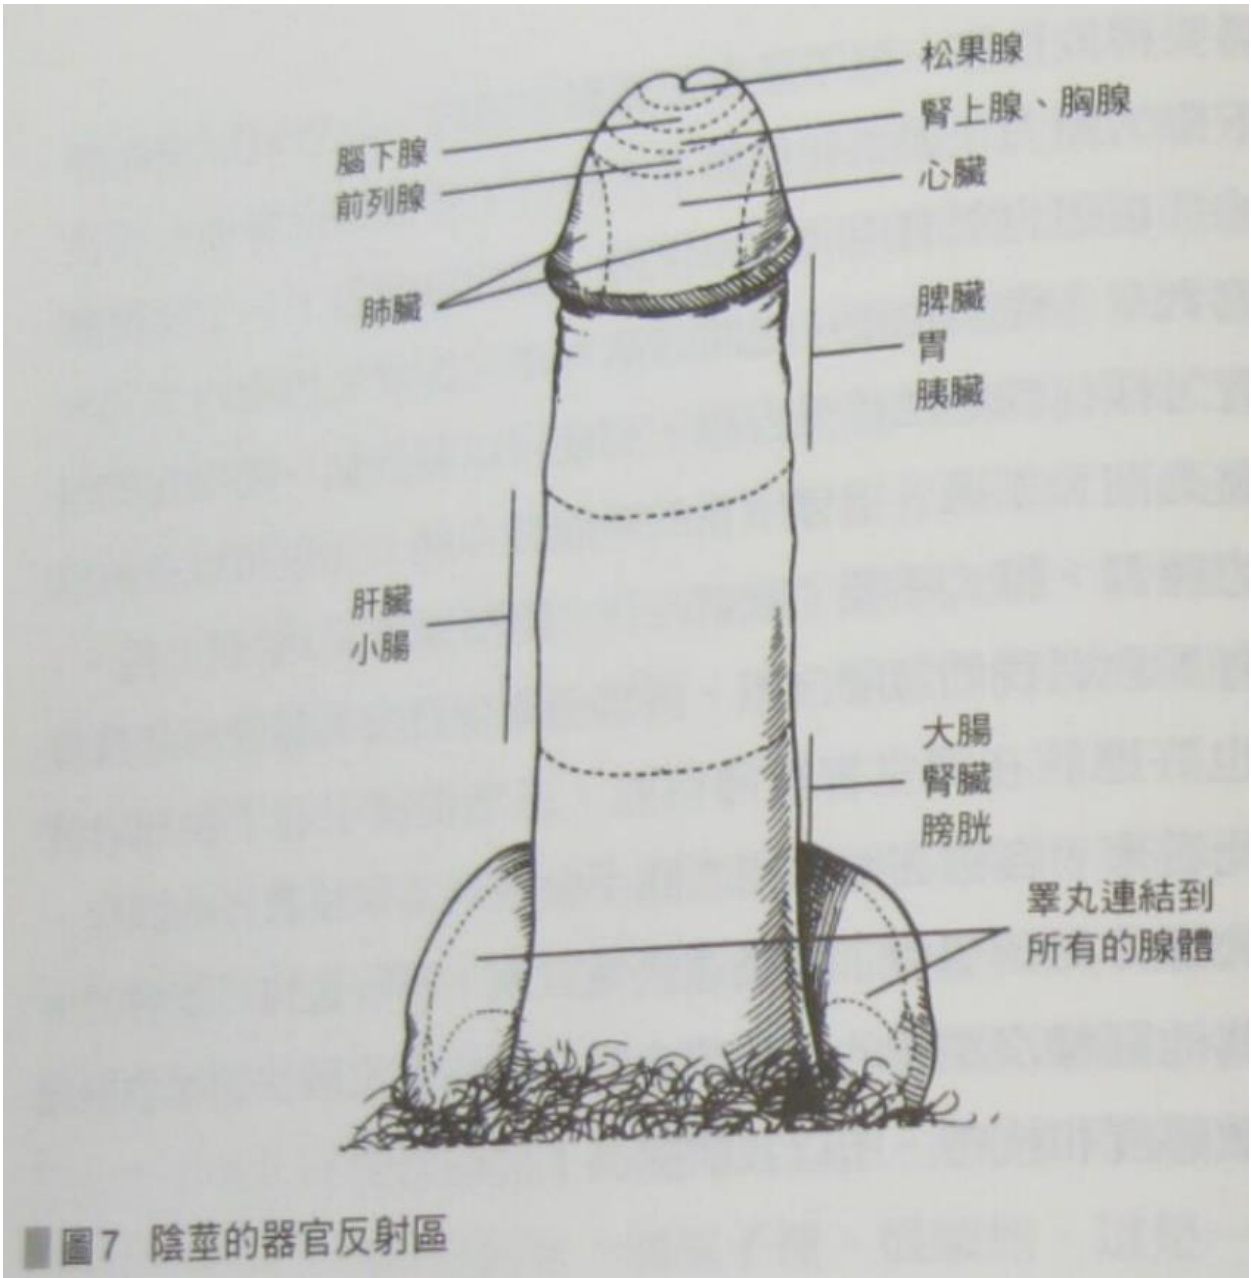 松果腺
腎上腺、胸腺
腦下腺
前列腺
心臟
肺臟
脾臟
胃
胰臟
肝臟
小腸
大腸
腎臟
膀胱
睪丸連結到
所有的腺體
圖7 陰莖的器官反射區